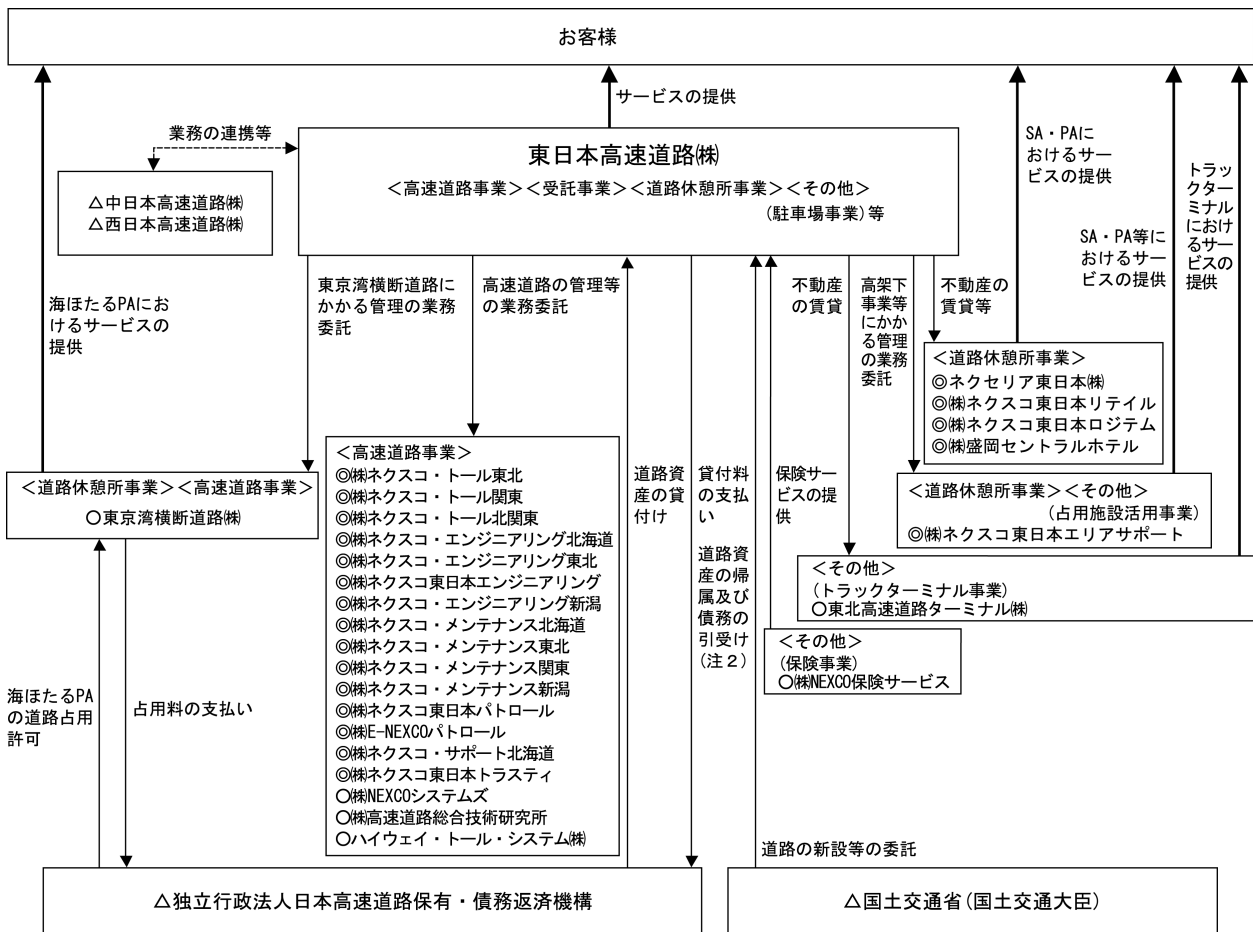 お客様
サービスの提供
業務の連携等
東日本高速道路㈱
＜高速道路事業＞＜受託事業＞＜道路休憩所事業＞＜その他＞
(駐車場事業)等
△中日本高速道路㈱
△西日本高速道路㈱
SA・PAに
おけるサー
ビスの提供
トラッ
クター
ミナル
におけ
るサー
ビスの
提供
SA・PA等に
おけるサー
ビスの提供
海ほたるPAにお
けるサービスの
提供
東京湾横断道路に
かかる管理の業務
委託
高速道路の管理等
の業務委託
不動産
の賃貸
高架下
事業等
にかか
る管理
の業務
委託
不動産の
賃貸等
＜道路休憩所事業＞
◎ネクセリア東日本㈱
◎㈱ネクスコ東日本リテイル
◎㈱ネクスコ東日本ロジテム
◎㈱盛岡セントラルホテル
＜道路休憩所事業＞＜高速道路事業＞
○東京湾横断道路㈱
＜高速道路事業＞
◎㈱ネクスコ・トール東北
◎㈱ネクスコ・トール関東
◎㈱ネクスコ・トール北関東
◎㈱ネクスコ・エンジニアリング北海道
◎㈱ネクスコ・エンジニアリング東北
◎㈱ネクスコ東日本エンジニアリング
◎㈱ネクスコ・エンジニアリング新潟
◎㈱ネクスコ・メンテナンス北海道
◎㈱ネクスコ・メンテナンス東北
◎㈱ネクスコ・メンテナンス関東
◎㈱ネクスコ・メンテナンス新潟
◎㈱ネクスコ東日本パトロール
◎㈱E-NEXCOパトロール
◎㈱ネクスコ・サポート北海道
◎㈱ネクスコ東日本トラスティ
○㈱NEXCOシステムズ
○㈱高速道路総合技術研究所
○ハイウェイ・トール・システム㈱
道路資
産の貸
付け
貸付料
の支払
い
道路資
産の帰
属及び
債務の
引受け
(注２)
保険サー
ビスの提
供
＜道路休憩所事業＞＜その他＞
(占用施設活用事業)
◎㈱ネクスコ東日本エリアサポート
＜その他＞
(トラックターミナル事業)
○東北高速道路ターミナル㈱
＜その他＞
(保険事業)
○㈱NEXCO保険サービス
海ほたるPA
の道路占用
許可
占用料の支払い
道路の新設等の委託
△独立行政法人日本高速道路保有・債務返済機構
△国土交通省(国土交通大臣)